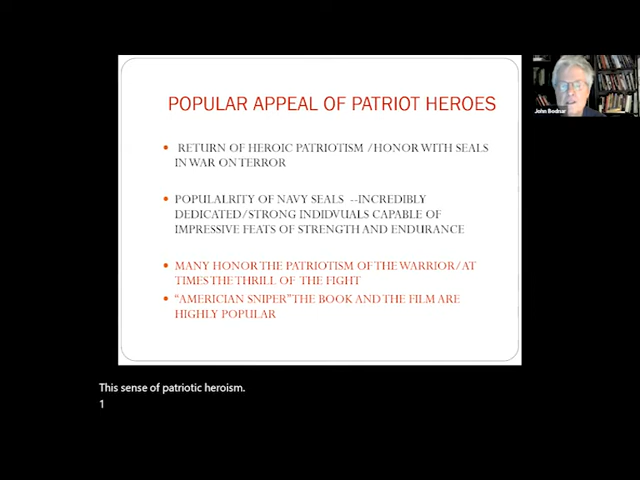 POPULAR APPEAL OF PATRIOT HEROES
John Bodnar
• RETURN OF HEROIC PATRIOTISM /HONOR WITH SEALS
IN WAR ON TERROR
• POPULALRITY OF NAVY SEALS --INCREDIBLY
DEDICATED/STRONG INDIDVUALS CAPABLE OF
IMPRESSIVE FEATS OF STRENGTH AND ENDURANCE
• MANY HONOR THE PATRIOTISM OF THE WARRIOR/AT
TIMES THE THRILL OF THE FIGHT
• “AMERICIAN SNIPER” THE BOOK AND THE FILM ARE
HIGHLY POPULAR
This sense of patriotic heroism.
1